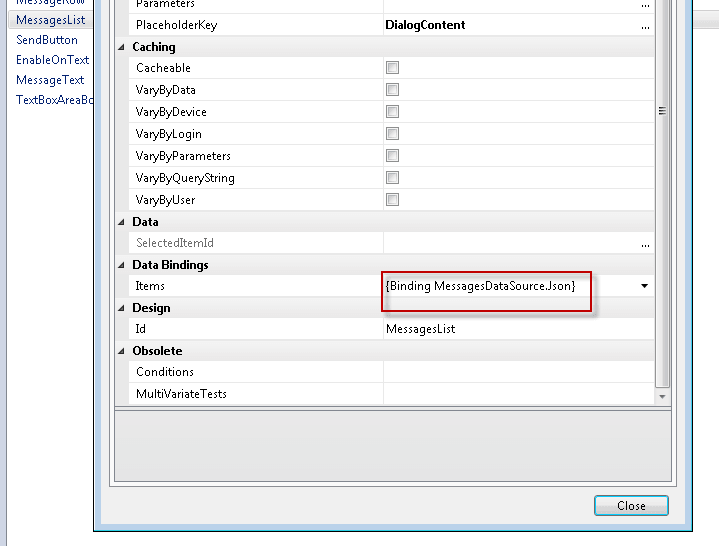 MessagesRow
MessagesList
SendButton
EnableOnText
MessageText
TextBoxAreaBo
Parameters ...
PlaceholderKey DialogContent ...
Caching
Cacheable
VaryByData
VaryByDevice
VaryByLogin
VaryByParameters
VaryByQueryString
VaryByUser
Data
SelectedItemId ...
Data Bindings
Items {Binding MessagesDataSource.Json}
Design
Id MessagesList
Obsolete
Conditions
MultiVariateTests
Close